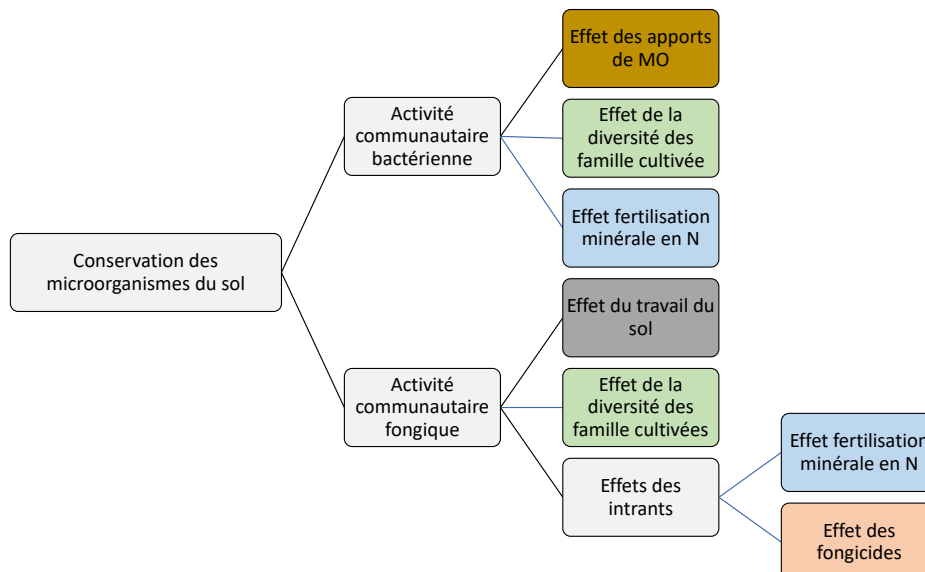 Effet des apports
de MO
Activité
communautaire
bactérienne
Effet de la
diversité des
famille cultivée
Effet fertilisation
minérale en N
Conservation des
microorganismes du sol
Effet du travail du
sol
Activité
communautaire
fongique
Effet de la
diversité des
famille cultivées
Effets des
intrants
Effet fertilisation
minérale en N
Effet des
fongicides